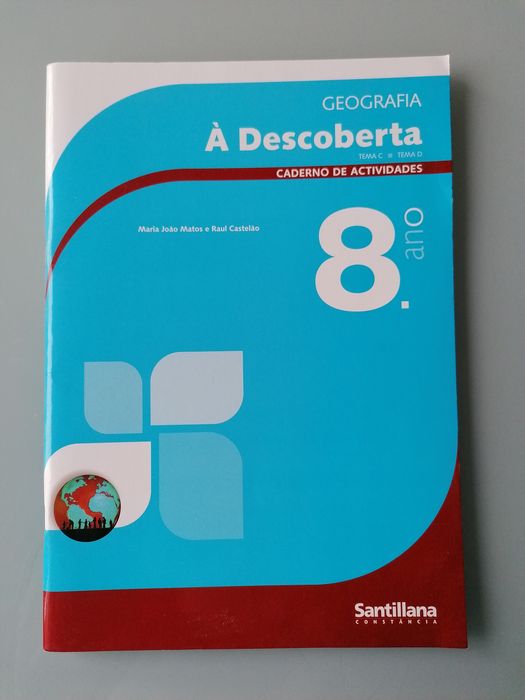 GEOGRAFIA
À Descoberta
TEMA C ■ TEMA D
CADERNO DE ACTIVIDADES
Maria João Matos e Raul Castelão
8.ano
Santillana
CONSTÂNCIA